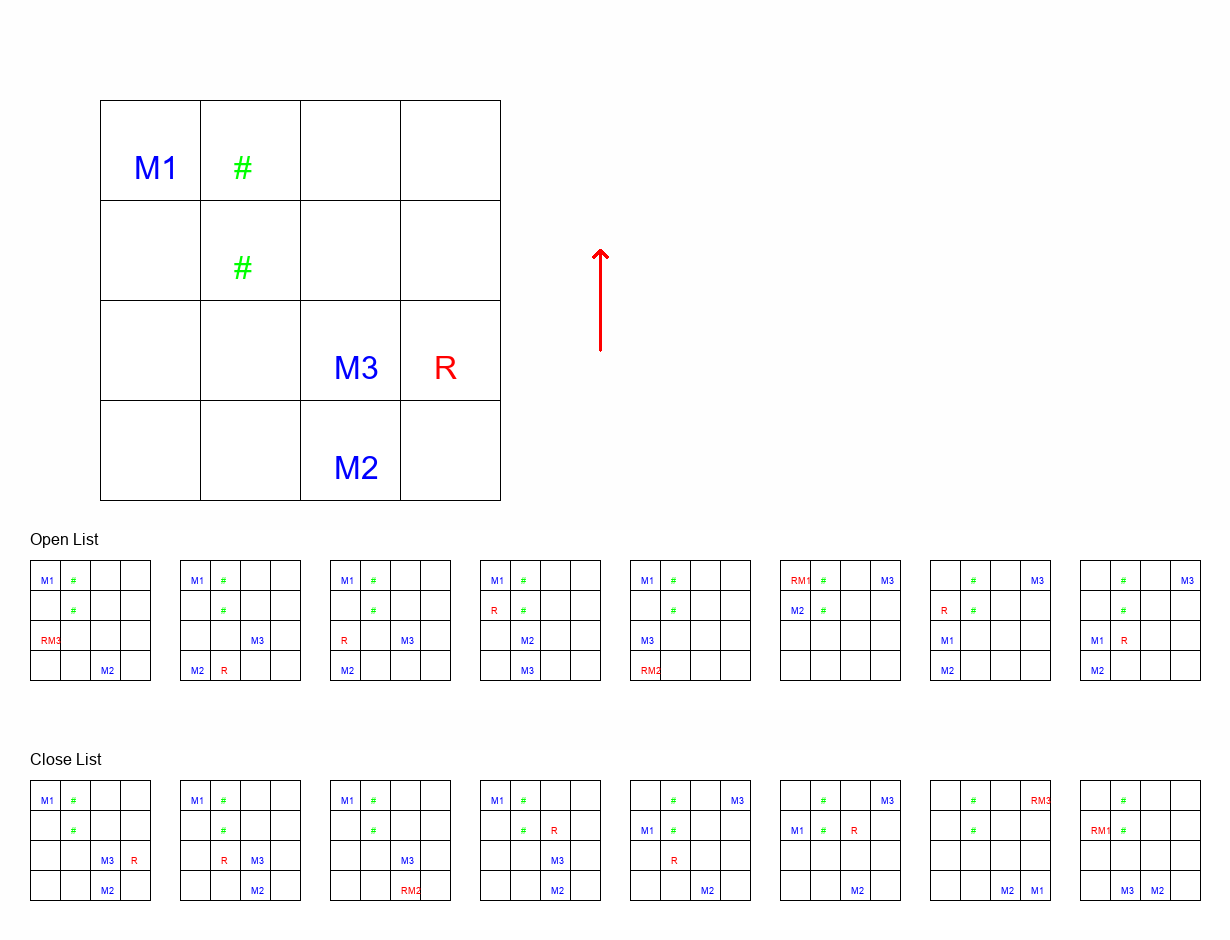 M1 #
#
M3 R
M2
Open List
M1 # M1 # M1 # M1 # M1 # RM1 # M3 # M3 # M3
# # # R # # M2 # R # #
RM3 M3 R M3 M2 M3 M1 M1 R
M2 M2 R M2 M3 RM2 M2 M2
Close List
M1 # M1 # M1 # M1 # # M3 # M3 # RM3 #
# # # # R M1 # M1 # R # RM1 #
M3 R R M3 M3 M3 R
M2 M2 RM2 M2 M2 M2 M2 M1 M3 M2